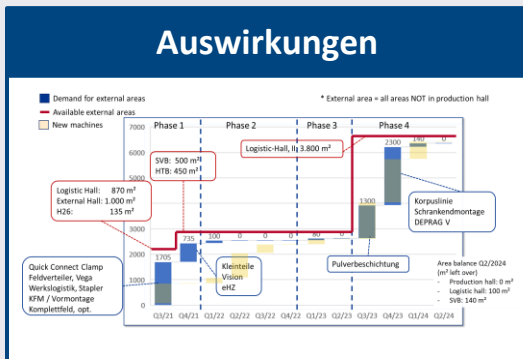 Auswirkungen
Demand for external areas
Available external areas
New machines
* External area = all areas NOT in production hall
Phase 1
Phase 2
Phase 3
Phase 4
7000
6000
5000
4000
3000
2000
1000
0
SVB: 500 m²
HTB: 450 m²
Logistic-Hall, II: 3.800 m²
Logistic Hall: 870 m²
External Hall: 1.000 m²
H26: 135 m²
1705
735
100
0
0
0
80
0
1300
2300
140
0
Quick Connect Clamp
Feldverteiler, Vega
Werkslogistik, Stapler
KFM / Vormontage
Komplettfeld, opt.
Kleinteile
Vision
eHZ
Pulverbeschichtung
Korpuslinie
Schrankendmontage
DEPRAG V
Area balance Q2/2024
(m² left over)
- Production hall: 0 m²
- Logistic hall: 100 m²
- SVB: 140 m²
Q3/21
Q4/21
Q1/22
Q2/22
Q3/22
Q4/22
Q1/23
Q2/23
Q3/23
Q4/23
Q1/24
Q2/24